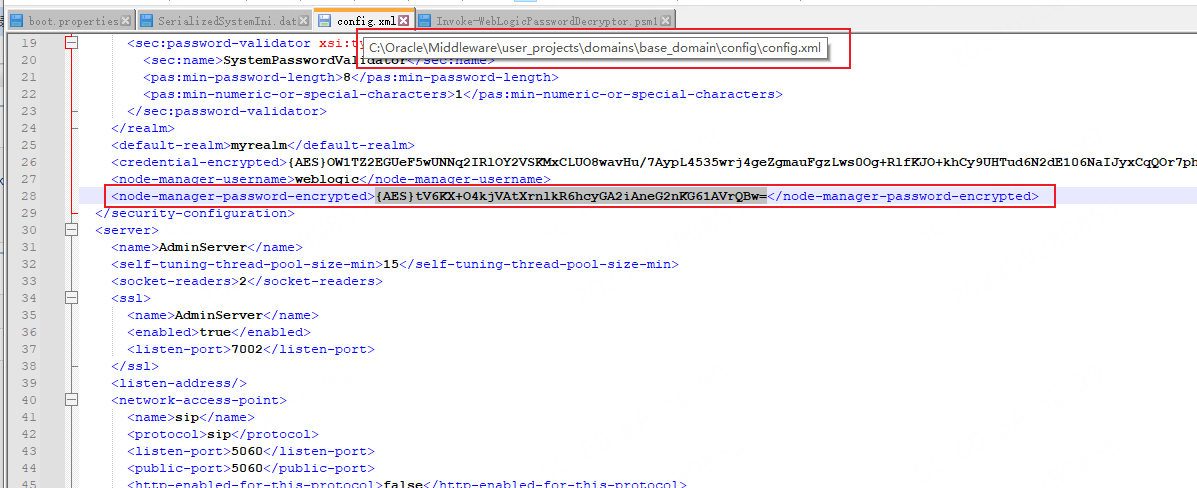 boot.properties SerializedSystemIni.dat config.xml Invoke-WebLogicPasswordDecryptor.psm1
19 <sec:password-validator xsi:ty
C:\Oracle\Middleware\user_projects\domains\base_domain\config\config.xml
20 <sec:name>SystemPasswordValidator</sec:name>
21 <pas:min-password-length>8</pas:min-password-length>
22 <pas:min-numeric-or-special-characters>1</pas:min-numeric-or-special-characters>
23 </sec:password-validator>
24 </realm>
25 <default-realm>myrealm</default-realm>
26 <credential-encrypted>{AES}OW1TZ2EGUeF5wUNNq2IRlOY2VSKMxCLUO8wavHu/7AypL4535wrj4geZgmauFgzLws0Og+RlfKJO+khCy9UHTud6N2dE106NaIJyxCqQOr7ph
27 <node-manager-username>weblogic</node-manager-username>
28 <node-manager-password-encrypted>{AES}tV6KX+O4kjVAtXrnlkR6hcyGA2iAneG2nKG61AVrQBw=</node-manager-password-encrypted>
29 </security-configuration>
30 <server>
31 <name>AdminServer</name>
32 <self-tuning-thread-pool-size-min>15</self-tuning-thread-pool-size-min>
33 <socket-readers>2</socket-readers>
34 <ssl>
35 <name>AdminServer</name>
36 <enabled>true</enabled>
37 <listen-port>7002</listen-port>
38 </ssl>
39 <listen-address/>
40 <network-access-point>
41 <name>sip</name>
42 <protocol>sip</protocol>
43 <listen-port>5060</listen-port>
44 <public-port>5060</public-port>
45 <http-enabled-for-this-protocol>false</http-enabled-for-this-protocol>